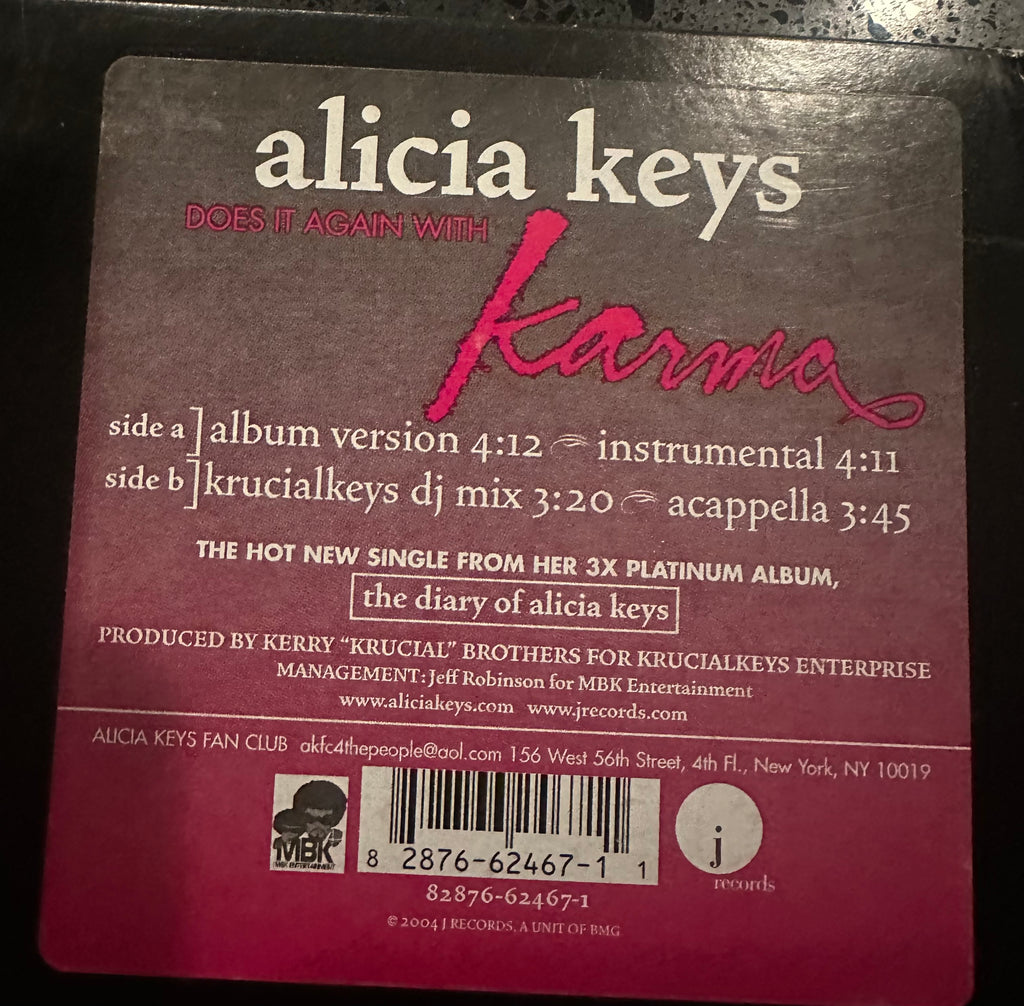 alicia keys
DOES IT AGAIN WITH
karma
side a] album version 4:12 instrumental 4:11
side b] krucialkeys dj mix 3:20 acappella 3:45
THE HOT NEW SINGLE FROM HER 3X PLATINUM ALBUM,
the diary of alicia keys
PRODUCED BY KERRY “KRUCIAL” BROTHERS FOR KRUCIALKEYS ENTERPRISE
MANAGEMENT: Jeff Robinson for MBK Entertainment
www.aliciakeys.com www.jrecords.com
ALICIA KEYS FAN CLUB akfc4thepeople@aol.com 156 West 56th Street, 4th Fl., New York, NY 10019
MBK
MBK ENTERTAINMENT
8 2876-62467-1 1
j
records
82876-62467-1
© 2004 J RECORDS, A UNIT OF BMG